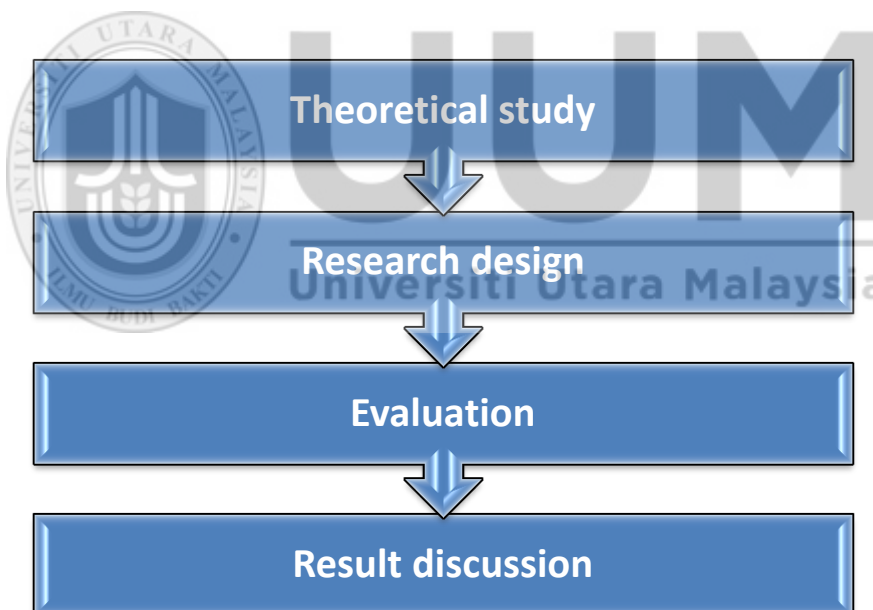 UNIVERSITI UTARA MALAYSIA
UUM
Theoretical study
Research design
Universiti Utara Malaysia
ILMU BUDI BAKTI
Evaluation
Result discussion